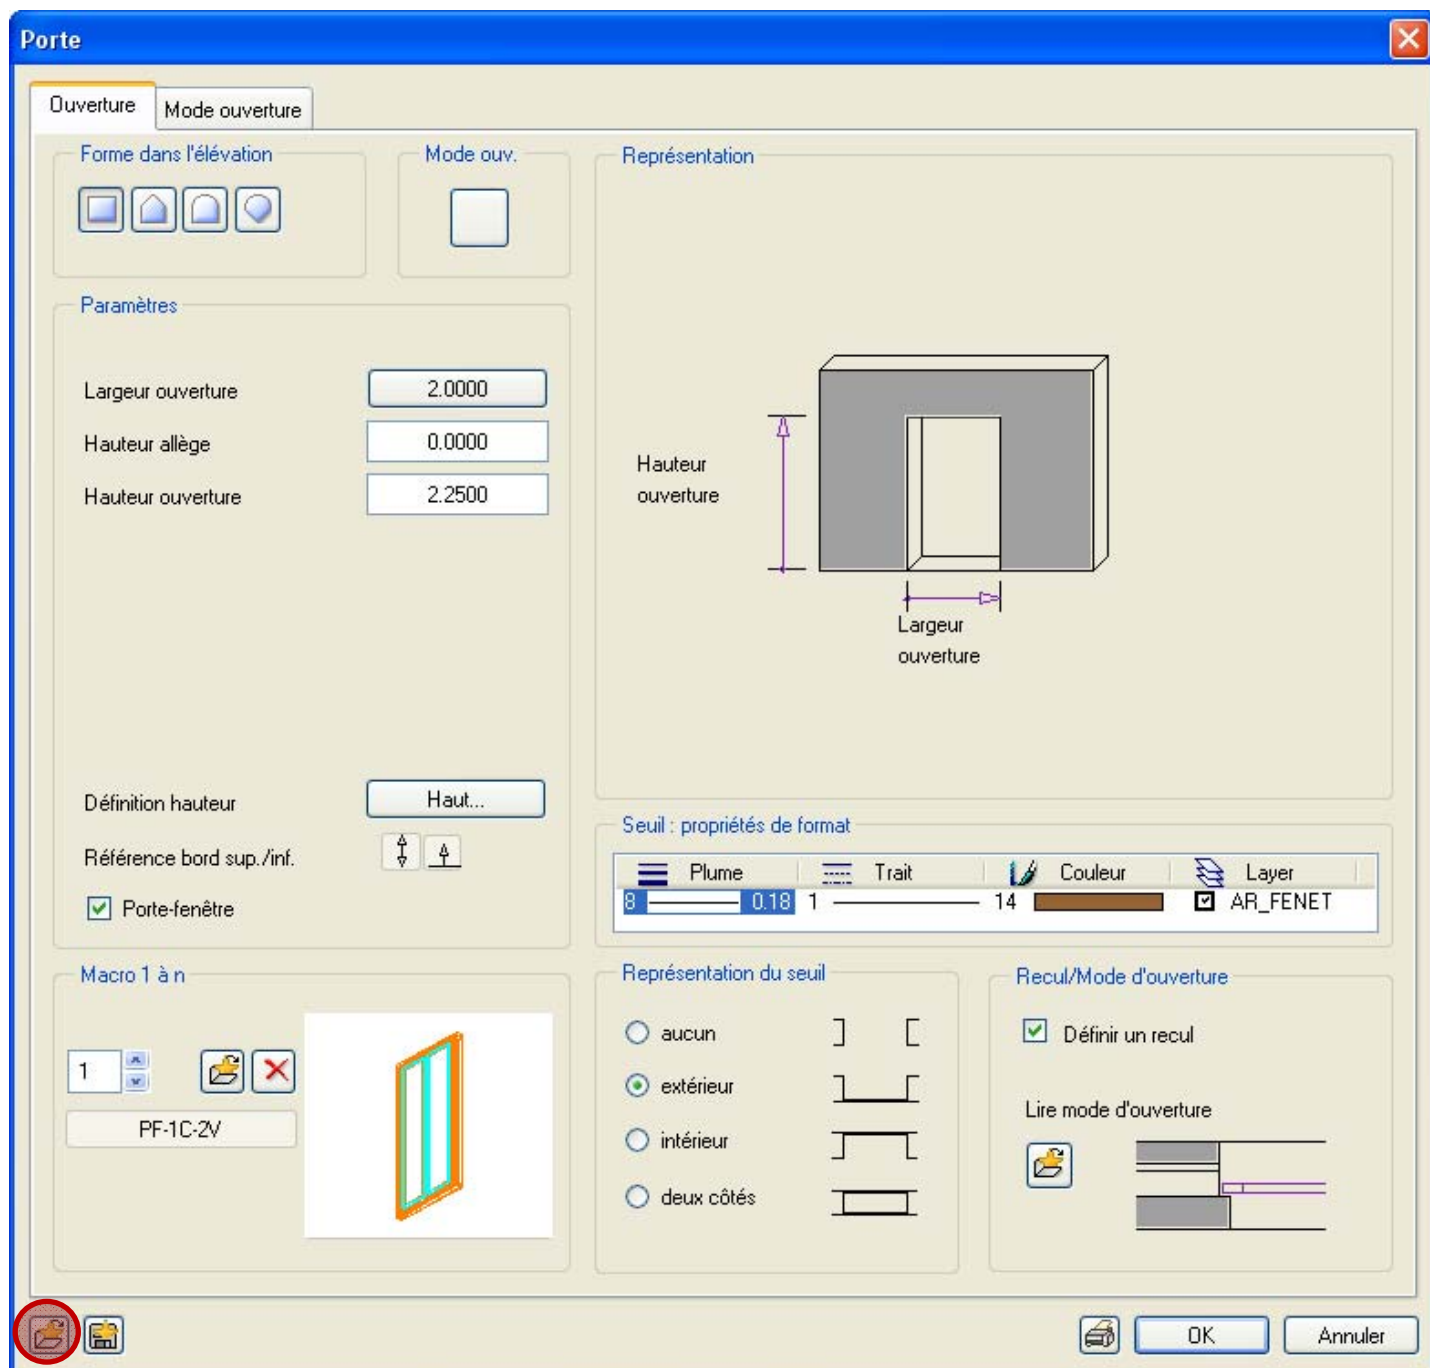 Porte
Ouverture
Mode ouverture
Forme dans l'élévation
Mode ouv.
Représentation
Paramètres
Largeur ouverture
2.0000
Hauteur allège
0.0000
Hauteur ouverture
2.2500
Hauteur
ouverture
Largeur
ouverture
Définition hauteur
Haut...
Référence bord sup./inf.
Porte-fenêtre
Seuil : propriétés de format
Plume Trait Couleur Layer
8 0.18 1 14 AR_FENET
Macro 1 à n
1
PF-1C-2V
Représentation du seuil
aucun
extérieur
intérieur
deux côtés
Recul/Mode d'ouverture
Définir un recul
Lire mode d'ouverture
OK
Annuler